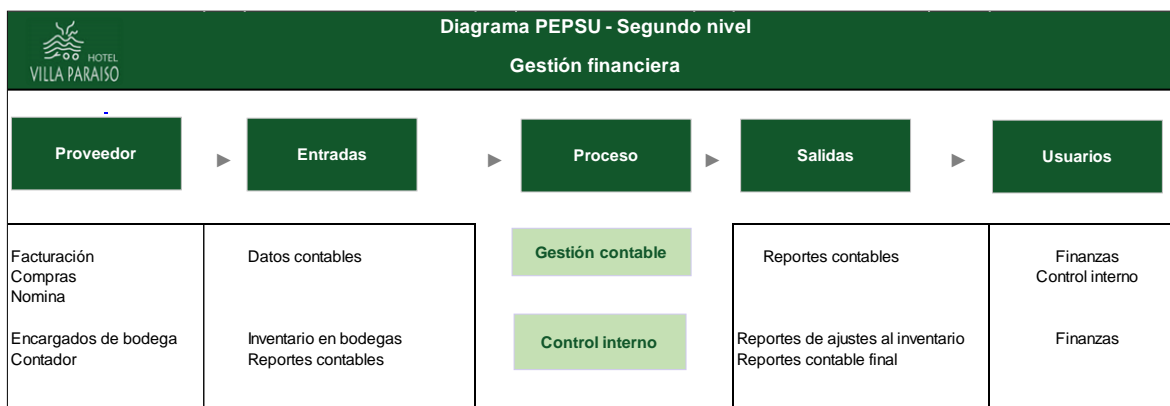 Diagrama PEPSU - Segundo nivel
HOTEL
VILLA PARAISO
Gestión financiera
Proveedor
Entradas
Proceso
Salidas
Usuarios
Facturación
Compras
Nomina
Datos contables
Gestión contable
Reportes contables
Finanzas
Control interno
Encargados de bodega
Contador
Inventario en bodegas
Reportes contables
Control interno
Reportes de ajustes al inventario
Reportes contable final
Finanzas